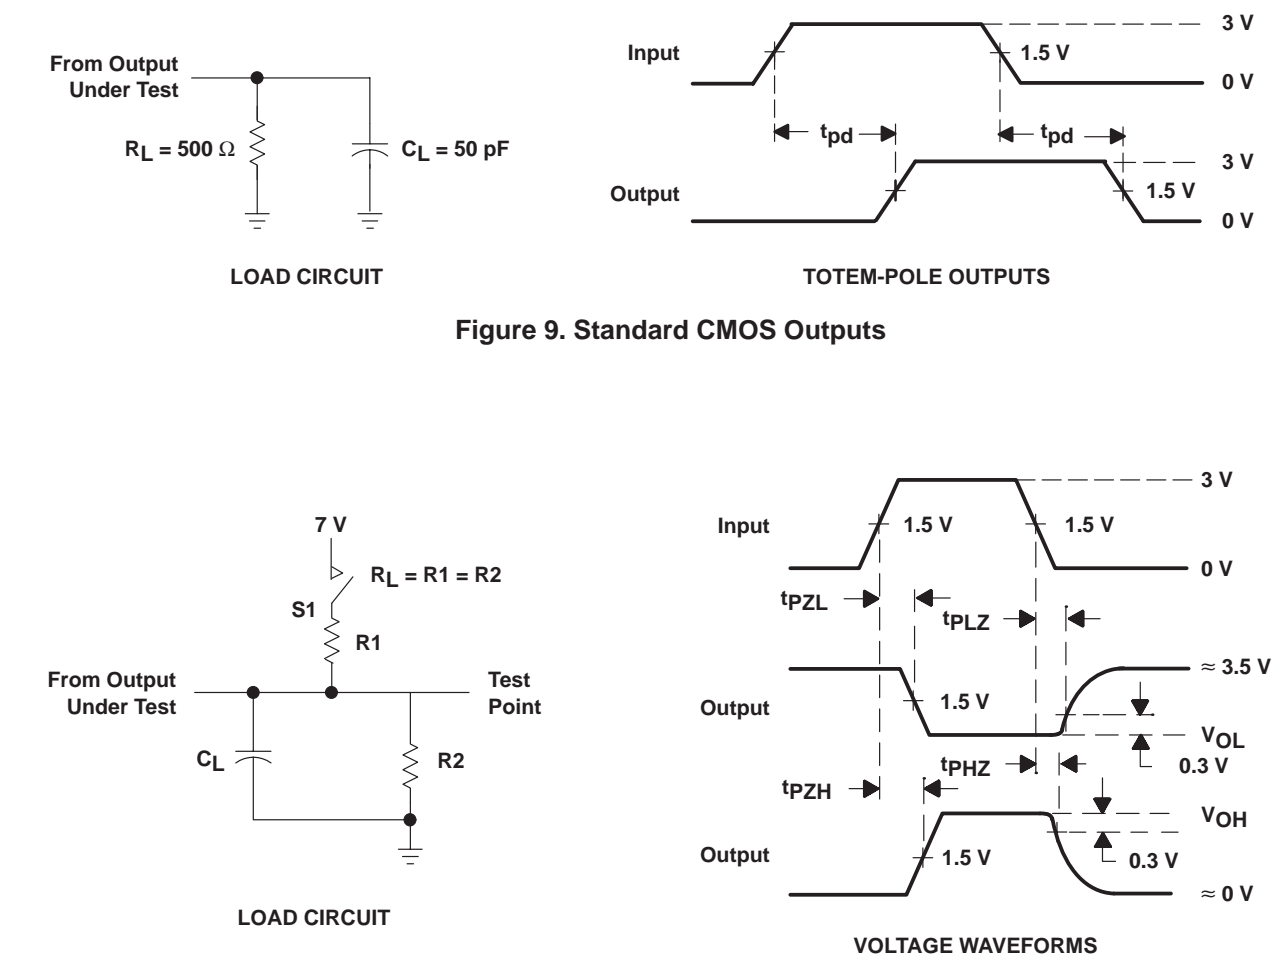 From Output
Under Test
RL = 500 Ω
CL = 50 pF
LOAD CIRCUIT
Input
3 V
1.5 V
0 V
tpd
tpd
Output
3 V
1.5 V
0 V
TOTEM-POLE OUTPUTS
Figure 9. Standard CMOS Outputs
7 V
RL = R1 = R2
S1
R1
From Output
Under Test
Test
Point
CL
R2
LOAD CIRCUIT
Input
3 V
1.5 V
1.5 V
0 V
tPZL
tPLZ
≈ 3.5 V
Output
1.5 V
VOL
0.3 V
tPHZ
tPZH
VOH
Output
1.5 V
0.3 V
≈ 0 V
VOLTAGE WAVEFORMS